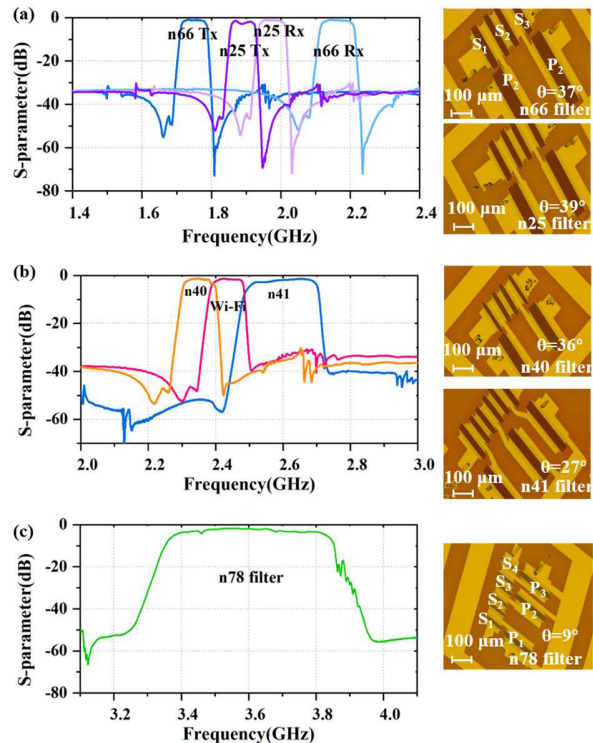 (a)
0
-20
-40
-60
-80
S-parameter(dB)
n66 Tx
n25 Rx
n25 Tx
n66 Rx
1.4 1.6 1.8 2.0 2.2 2.4
Frequency(GHz)
S1 S2 S3
P2 P2
θ=37°
100 μm
n66 filter
θ=39°
100 μm
n25 filter
(b)
0
-20
-40
-60
-80
S-parameter(dB)
n40
Wi-Fi
n41
2.0 2.2 2.4 2.6 2.8 3.0
Frequency(GHz)
θ=36°
100 μm
n40 filter
θ=27°
100 μm
n41 filter
(c)
0
-20
-40
-60
-80
S-parameter(dB)
n78 filter
3.2 3.4 3.6 3.8 4.0
Frequency(GHz)
S4
S3
P3
S2
P2
S1
P1
θ=9°
100 μm
n78 filter